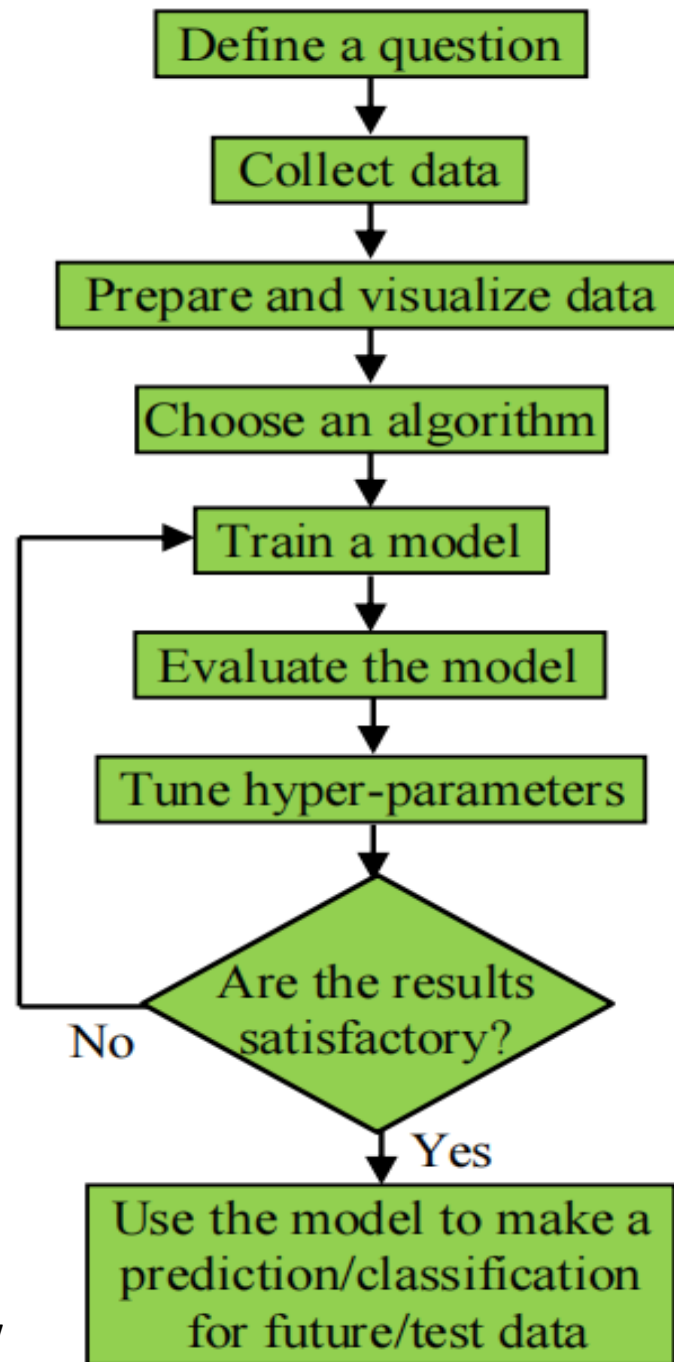 Define a question
Collect data
Prepare and visualize data
Choose an algorithm
Train a model
Evaluate the model
Tune hyper-parameters
Are the results
satisfactory?
No
Yes
Use the model to make a
prediction/classification
for future/test data